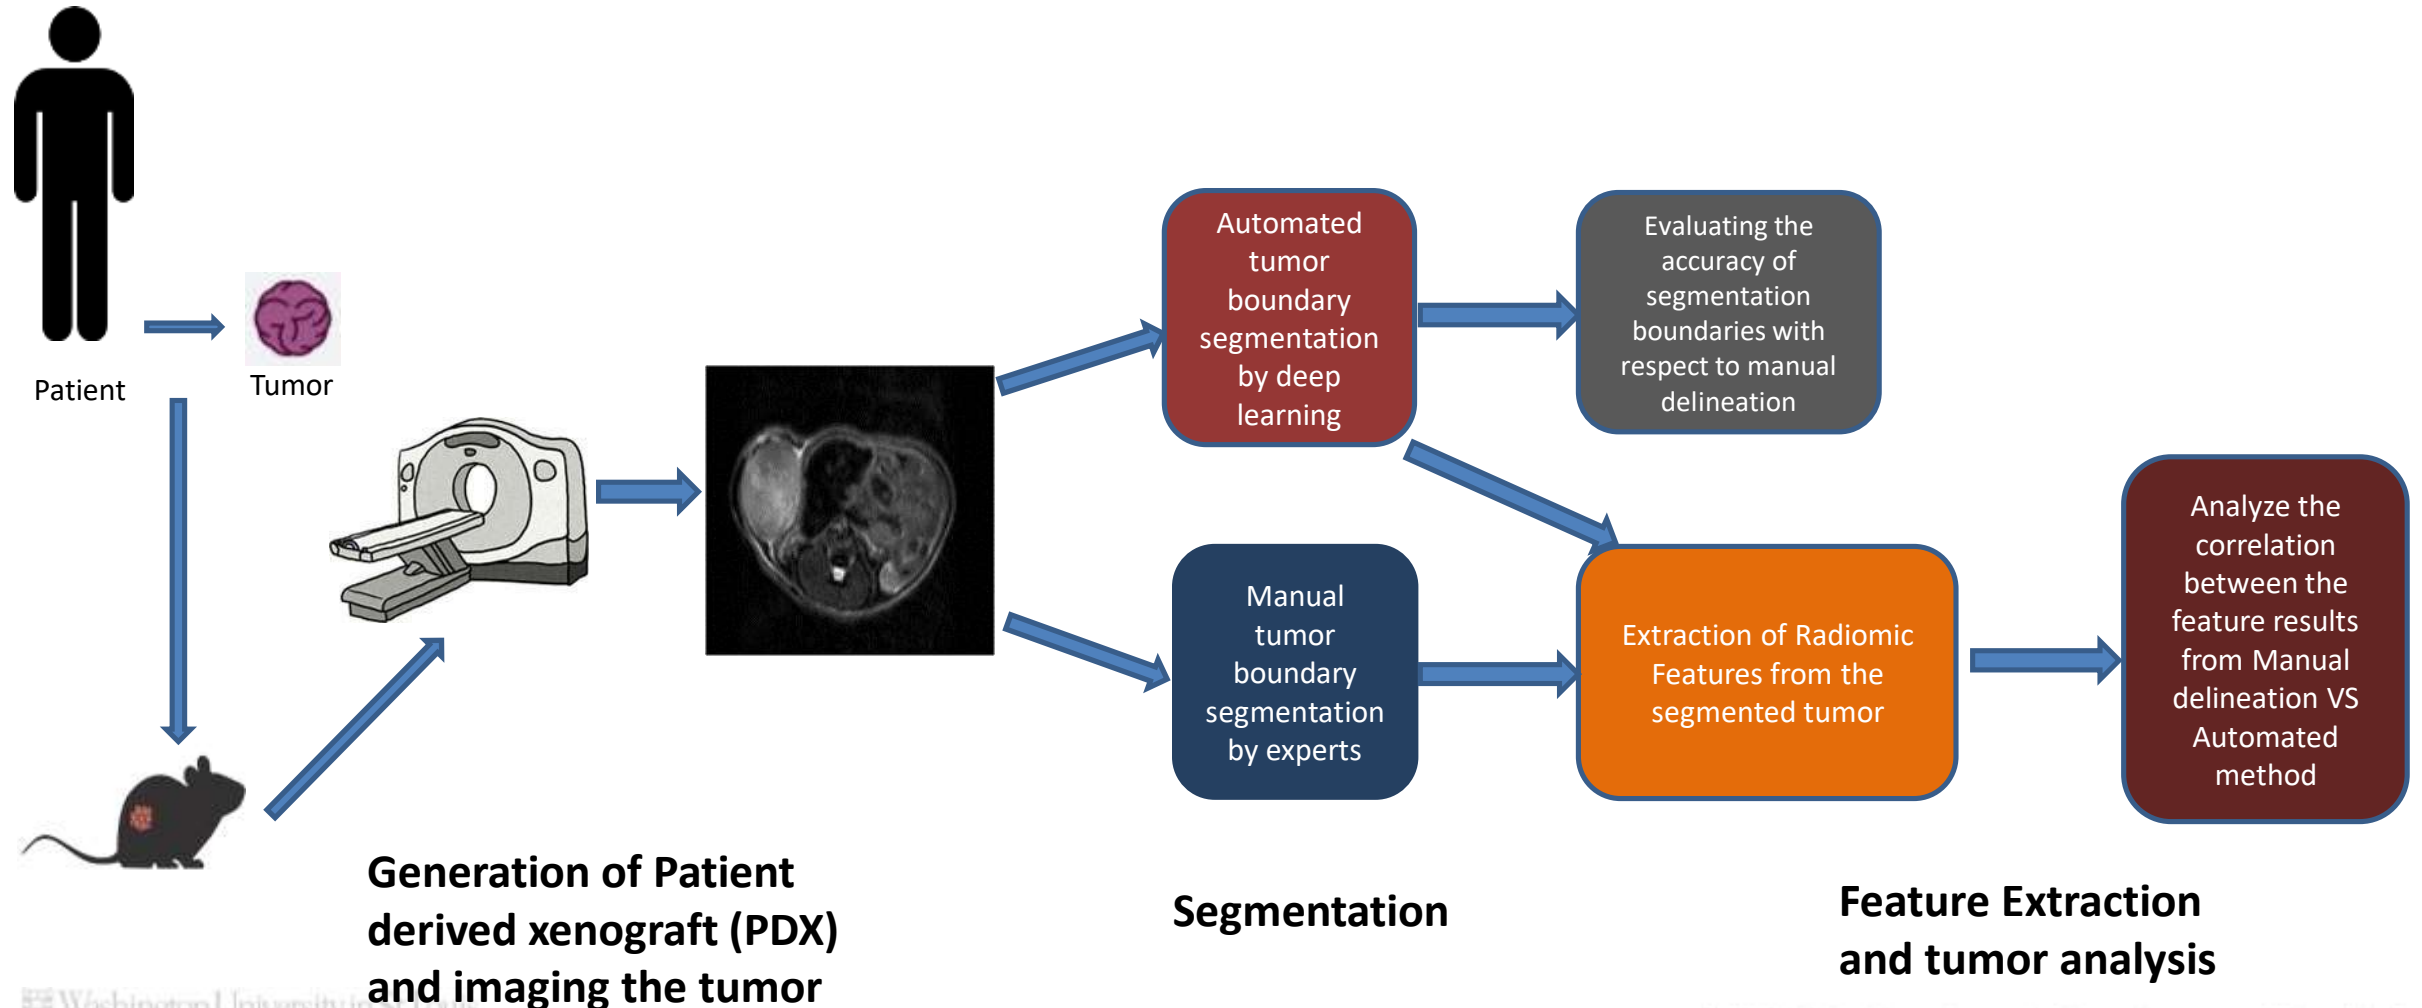 Patient
Tumor
Automated
tumor
boundary
segmentation
by deep
learning
Evaluating the
accuracy of
segmentation
boundaries with
respect to manual
delineation
Manual
tumor
boundary
segmentation
by experts
Extraction of Radiomic
Features from the
segmented tumor
Analyze the
correlation
between the
feature results
from Manual
delineation VS
Automated
method
Generation of Patient
derived xenograft (PDX)
and imaging the tumor
Segmentation
Feature Extraction
and tumor analysis
Washington University in